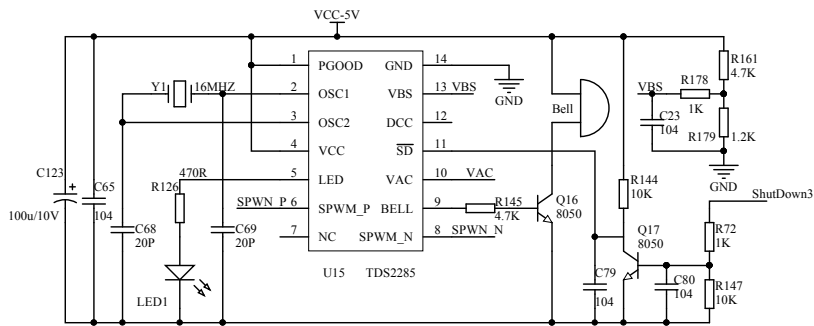 VCC-5V
1 PGOOD GND 14
Y1 16MHZ 2 OSC1 VBS 13 VBS
GND
Bell
3 OSC2 DCC 12
4 VCC SD 11
470R 5 LED VAC 10 VAC
SPWN_P 6 SPWM_P BELL 9
7 NC SPWM_N 8 SPWN_N
U15 TDS2285
C123
100u/10V
C65
104
C68
20P
R126
LED1
C69
20P
R145
4.7K
Q16
8050
C79
104
R144
10K
Q17
8050
C80
104
R161
4.7K
VBS
R178
1K
C23
104
R179
1.2K
GND
ShutDown3
R72
1K
R147
10K